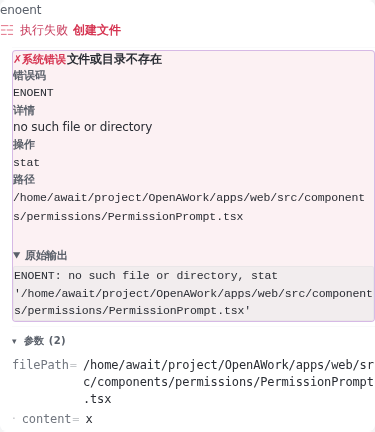 enoent
执行失败 创建文件
✗系统错误文件或目录不存在
错误码
ENOENT
详情
no such file or directory
操作
stat
路径
/home/await/project/OpenAWork/apps/web/src/component
s/permissions/PermissionPrompt.tsx
▼ 原始输出
ENOENT: no such file or directory, stat
'/home/await/project/OpenAWork/apps/web/src/component
s/permissions/PermissionPrompt.tsx'
▾ 参数 (2)
filePath= /home/await/project/OpenAWork/apps/web/sr
c/components/permissions/PermissionPrompt
.tsx
· content= x